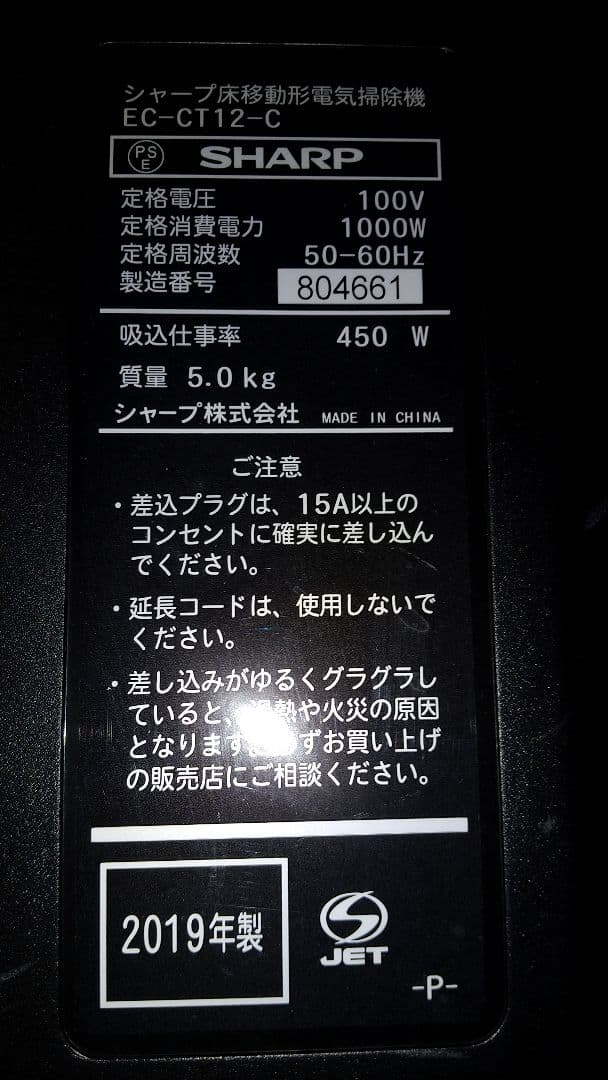 シャープ床移動形電気掃除機
EC-CT12-C
PSE SHARP
定格電圧 100V
定格消費電力 1000W
定格周波数 50-60Hz
製造番号 804661
吸込仕事率 450 W
質量 5.0kg
シャープ株式会社 MADE IN CHINA
ご注意
・差込プラグは、15A以上の
コンセントに確実に差し込ん
でください。
・延長コードは、使用しないで
ください。
・差し込みがゆるくグラグラし
ていると、過熱や火災の原因
となります ずお買い上げ
の販売店にご相談ください。
2019年製
S JET
-P-